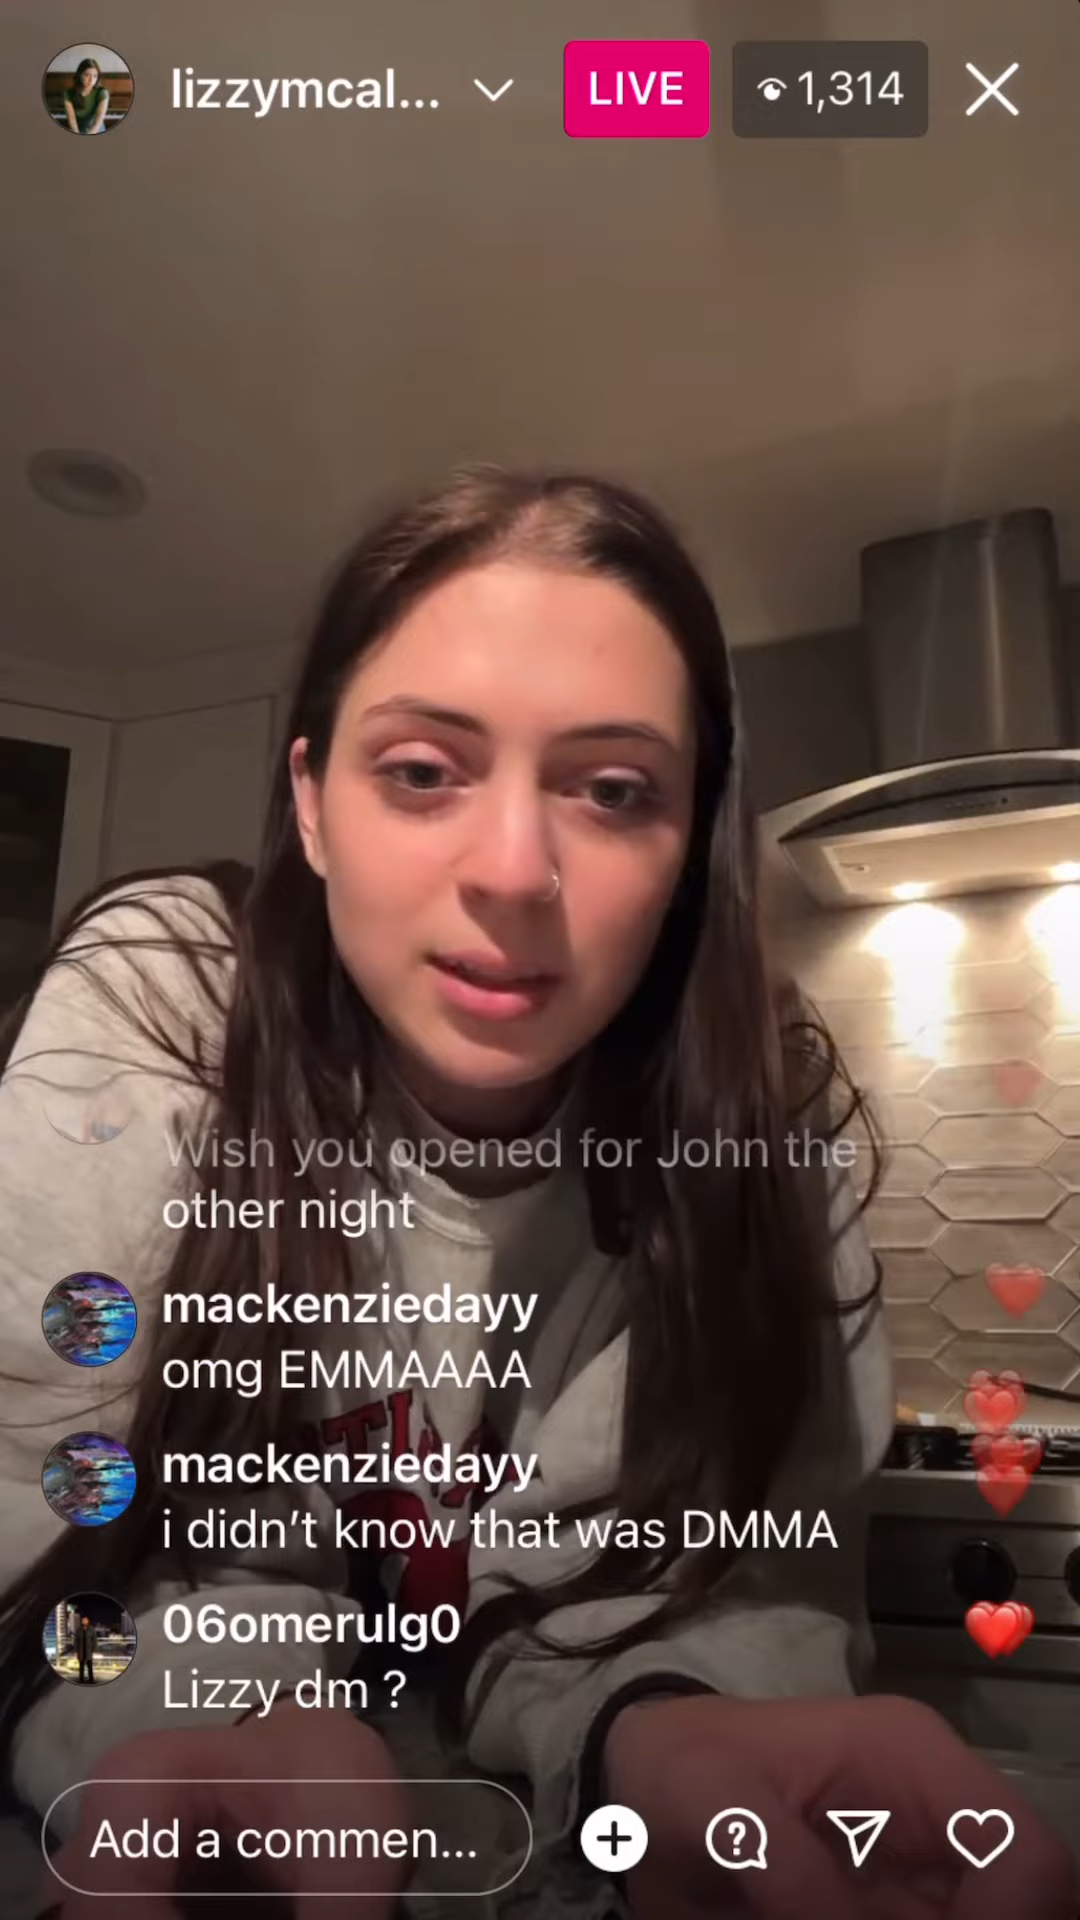 lizzymcal...
LIVE
1,314
Wish you opened for John the
other night
mackenziedayy
omg EMMAAAA
mackenziedayy
i didn’t know that was DMMA
06omerulg0
Lizzy dm ?
Add a commen...